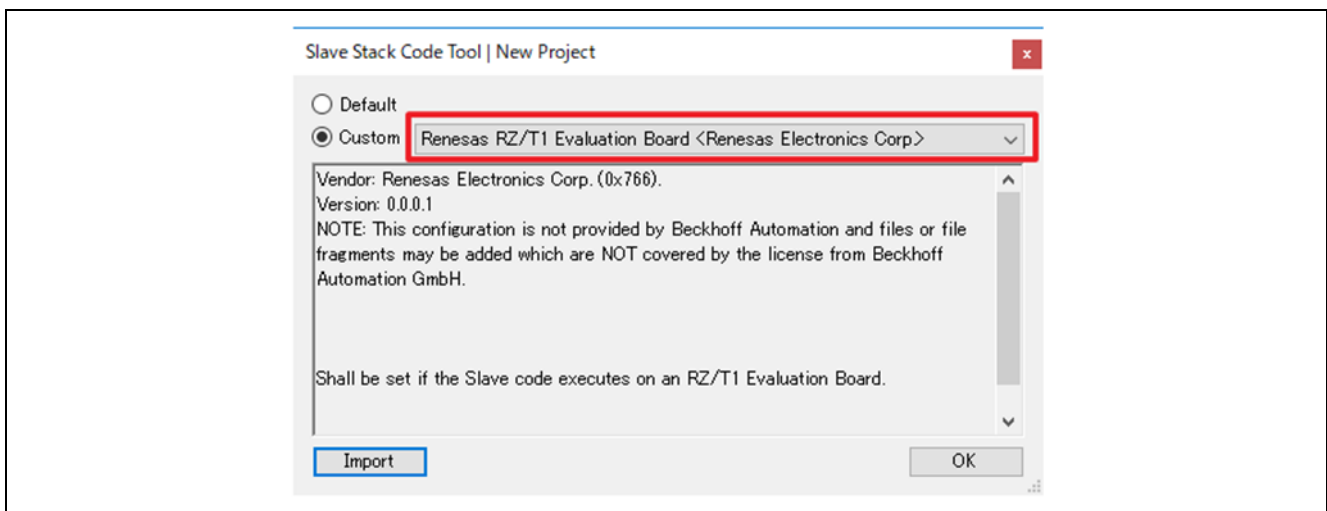 Slave Stack Code Tool | New Project
x
Default
Custom Renesas RZ/T1 Evaluation Board <Renesas Electronics Corp>
Vendor: Renesas Electronics Corp. (0x766).
Version: 0.0.0.1
NOTE: This configuration is not provided by Beckhoff Automation and files or file
fragments may be added which are NOT covered by the license from Beckhoff
Automation GmbH.
Shall be set if the Slave code executes on an RZ/T1 Evaluation Board.
Import OK